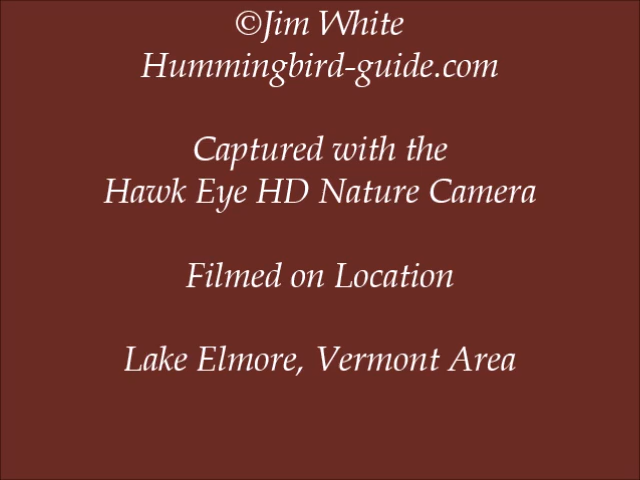 ©Jim White
Hummingbird-guide.com
Captured with the
Hawk Eye HD Nature Camera
Filmed on Location
Lake Elmore, Vermont Area